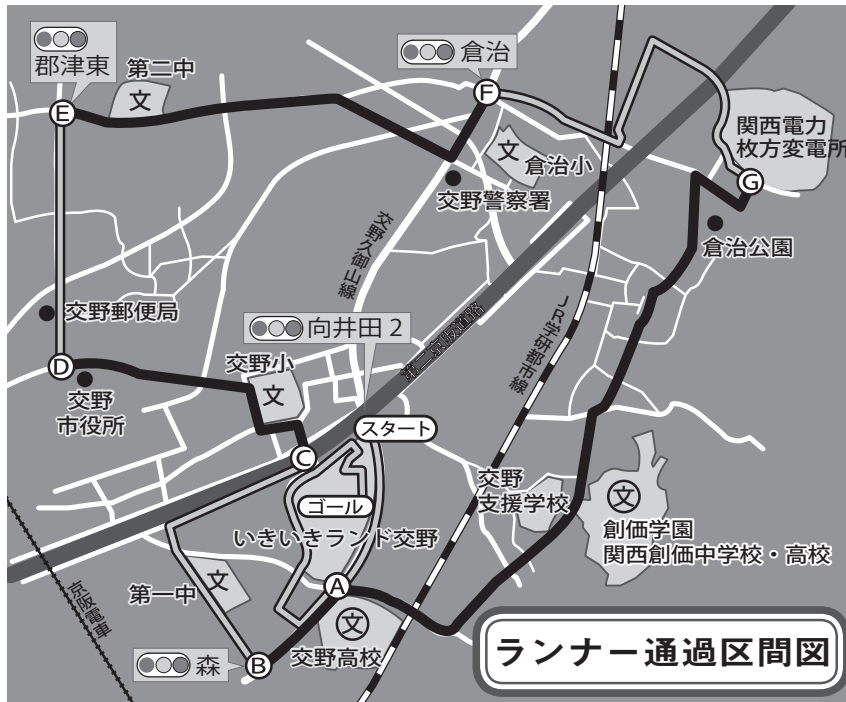 郡津東
第二中
文
E
倉治
F
文
倉治小
交野警察署
関西電力
枚方変電所
G
倉治公園
交野久御山線
交野郵便局
向井田2
第二京阪道路
JR学研都市線
D
交野
市役所
交野小
文
C
スタート
ゴール
いきいきランド交野
交野
支援学校
文
創価学園
関西創価中学校・高校
京阪電車
第一中
文
A
文
交野高校
B
森
ランナー通過区間図